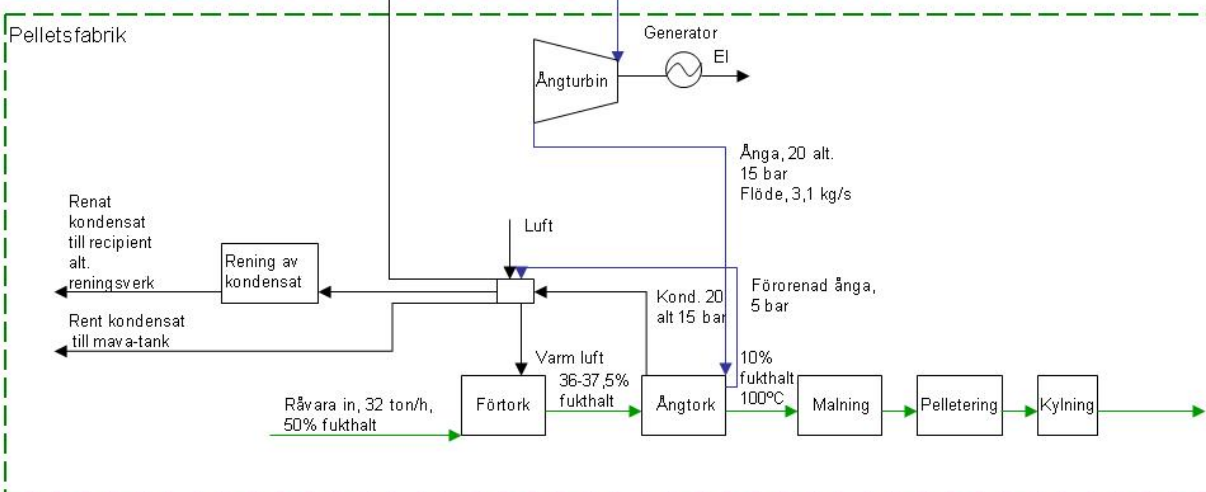 Pelletsfabrik
Generator
El
Ångturbin
Ånga, 20 alt.
15 bar
Flöde, 3,1 kg/s
Renat
kondensat
till recipient
alt.
reningsverk
Luft
Rening av
kondensat
Kond. 20
alt 15 bar
Förorenad ånga,
5 bar
Rent kondensat
till mava-tank
Varm luft
36-37,5%
fukthalt
10%
fukthalt
100°C
Råvara in, 32 ton/h,
50% fukthalt
Förtork
Ångtork
Malning
Pelletering
Kylning